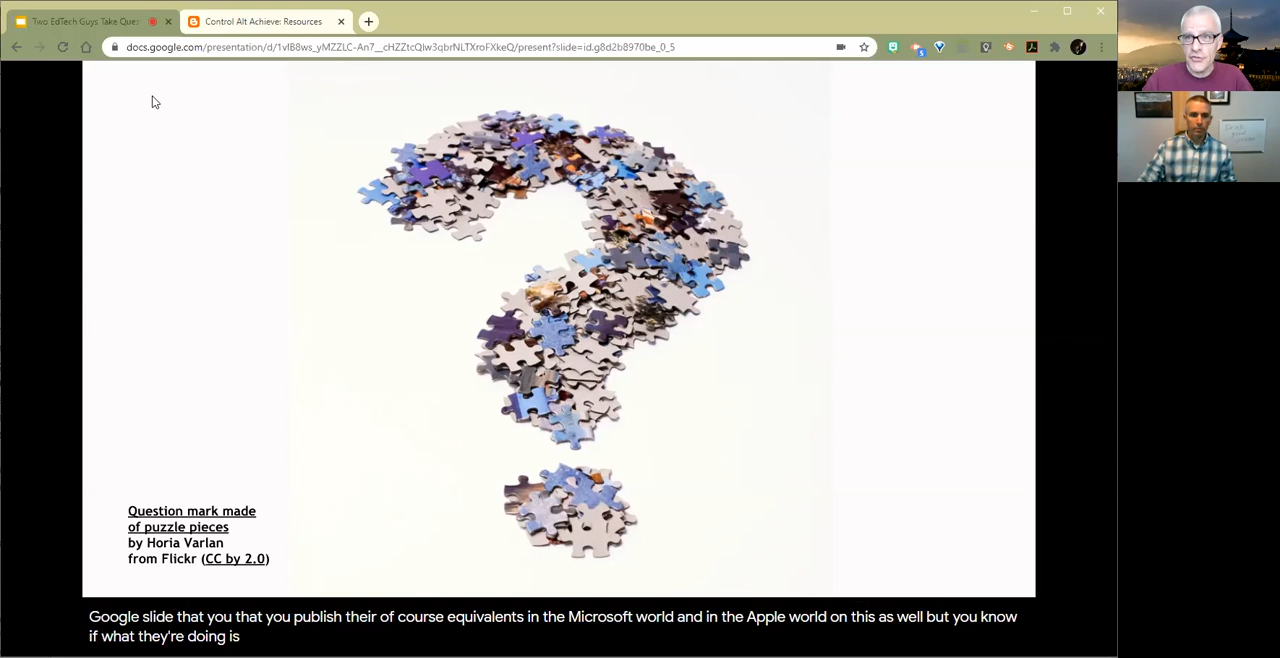 Two EdTech Guys Take Ques
Control Alt Achieve: Resources
docs.google.com/presentation/d/1vIB8ws_yMZZLC-An7__cHZZtcQIw3qbrNLTXroFXkeQ/present?slide=id.g8d2b8970be_0_5
5
Question mark made
of puzzle pieces
by Horia Varlan
from Flickr (CC by 2.0)
Google slide that you that you publish their of course equivalents in the Microsoft world and in the Apple world on this as well but you know
if what they're doing is